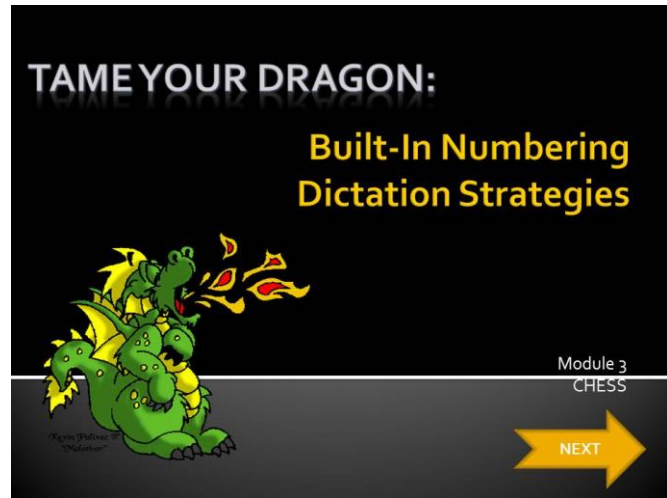 TAME YOUR DRAGON:
Built-In Numbering
Dictation Strategies
Module 3
CHESS
NEXT